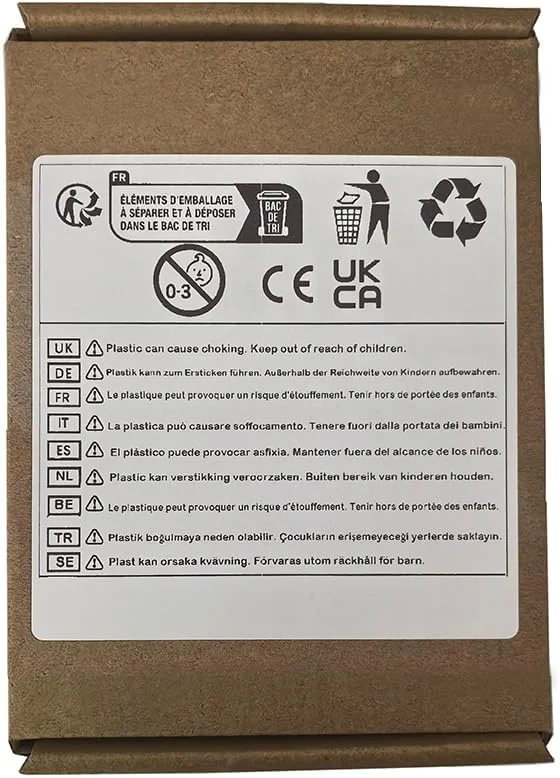 FR
ÉLÉMENTS D'EMBALLAGE
À SÉPARER ET À DÉPOSER
DANS LE BAC DE TRI
BAC
DE
TRI
0-3
CE
UK
CA
UK Plastic can cause choking. Keep out of reach of children.
DE Plastik kann zum Ersticken führen. Außerhalb der Reichweite von Kindern aufbewahren.
FR Le plastique peut provoquer un risque d'étouffement. Tenir hors de portée des enfants.
IT La plastica può causare soffocamento. Tenere fuori dalla portata dei bambini.
ES El plástico puede provocar asfixia. Mantener fuera del alcance de los niños.
NL Plastic kan verstikking verocrzaken. Buiten bereik van kinderen houden.
BE Le plastique peut provoquer un risque d'étouffement. Tenir hors de portée des enfants.
TR Plastik boğulmaya neden olabilir. Çocukların erişemeyeceği yerlerde saklayın.
SE Plast kan orsaka kvävning. Förvaras utom räckhåll för barn.